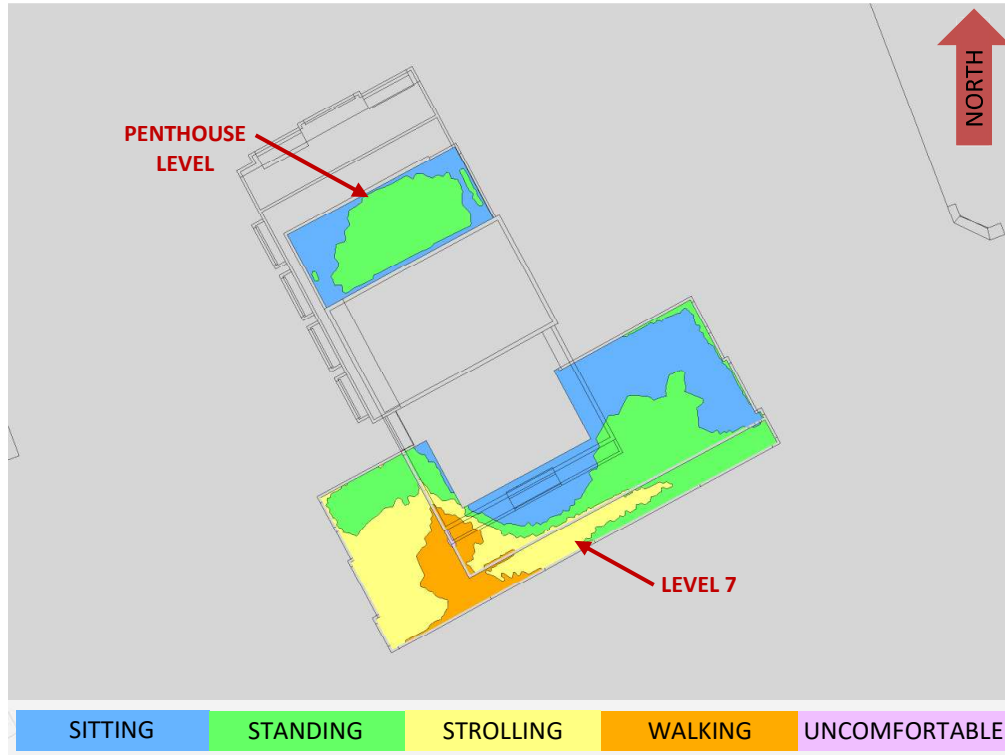 NORTH
PENTHOUSE
LEVEL
LEVEL 7
SITTING STANDING STROLLING WALKING UNCOMFORTABLE